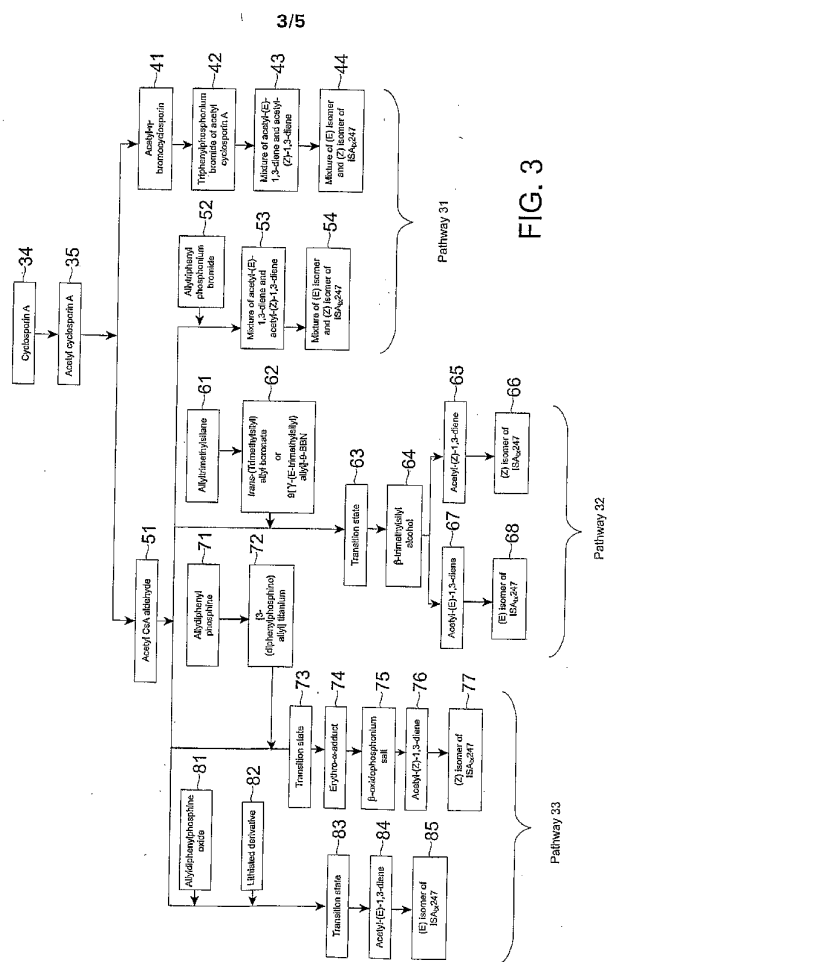 3/5
Cyclosporin A
34
Acetyl cyclosporin A
35
Acetyl-η-
bromocyclosporin
41
Triphenylphosphonium
bromide of acetyl
cyclosporin A
42
Mixture of acetyl-(E)-
1,3-diene and acetyl-
(Z)-1,3-diene
43
Mixture of (E) isomer
and (Z) isomer of
ISAtx247
44
Acetyl CsA aldehyde
51
Allyltriphenyl
phosphonium
bromide
52
Mixture of acetyl-(E)-
1,3-diene and
acetyl-(Z)-1,3-diene
53
Mixture of (E) isomer
and (Z) isomer of
ISAtx247
54
Pathway 31
Allyltrimethylsilane
61
trans-(Trimethylsilyl)
allyl boronate
or
9[γ-(E-trimethylsilyl)
allyl]-9-BBN
62
Transition state
63
β-trimethylsilyl
alcohol
64
Acetyl-(Z)-1,3-diene
65
(Z) isomer of
ISAtx247
66
Acetyl-(E)-1,3-diene
67
(E) isomer of
ISAtx247
68
Pathway 32
Allyldiphenyl
phosphine
71
[3-
(diphenylphosphino)
allyl] titanium
72
Transition state
73
Erythro-α-adduct
74
β-oxidophosphonium
salt
75
Acetyl-(Z)-1,3-diene
76
(Z) isomer of
ISAtx247
77
Allyldiphenylphosphine
oxide
81
Lithiated derivative
82
Transition state
83
Acetyl-(E)-1,3-diene
84
(E) isomer of
ISAtx247
85
Pathway 33
FIG. 3